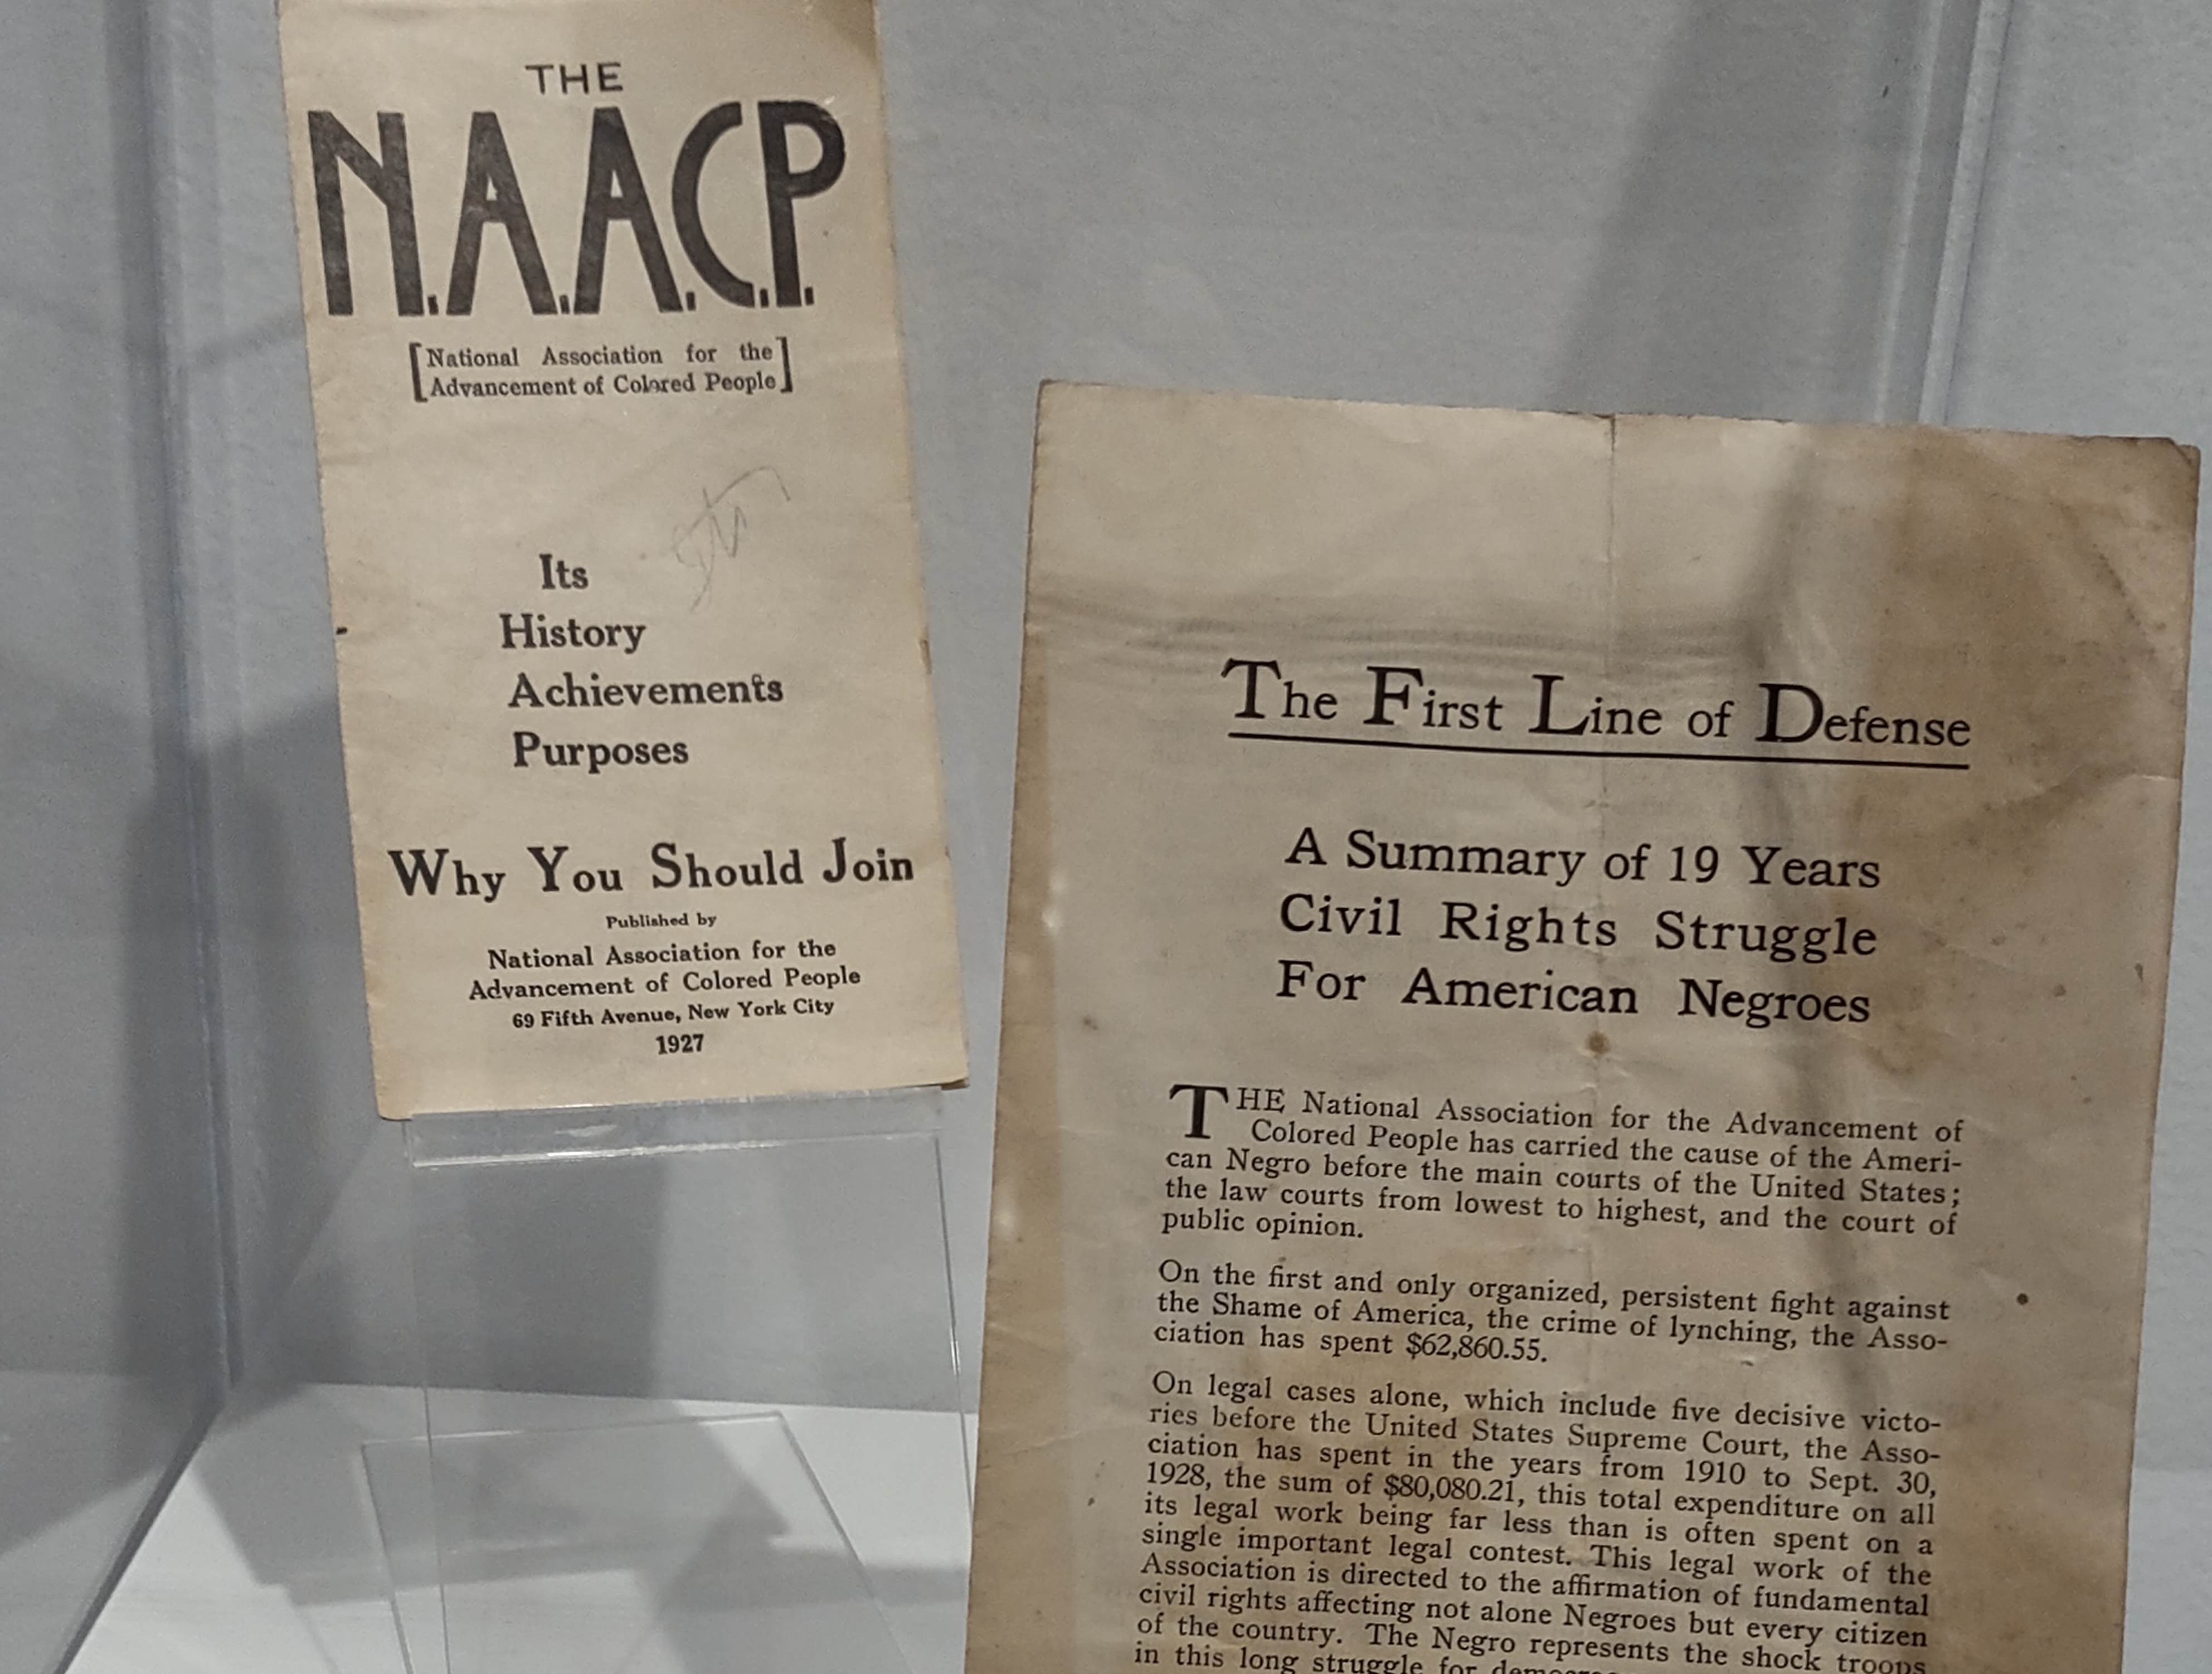 THE
N.A.A.C.P.
[National Association for the
Advancement of Colored People]
Its
History
Achievements
Purposes
Why You Should Join
Published by
National Association for the
Advancement of Colored People
69 Fifth Avenue, New York City
1927
The First Line of Defense
A Summary of 19 Years
Civil Rights Struggle
For American Negroes
THE National Association for the Advancement of
Colored People has carried the cause of the Ameri-
can Negro before the main courts of the United States;
the law courts from lowest to highest, and the court of
public opinion.
On the first and only organized, persistent fight against
the Shame of America, the crime of lynching, the Asso-
ciation has spent $62,860.55.
On legal cases alone, which include five decisive victo-
ries before the United States Supreme Court, the Asso-
ciation has spent in the years from 1910 to Sept. 30,
1928, the sum of $80,080.21, this total expenditure on all
its legal work being far less than is often spent on a
single important legal contest. This legal work of the
Association is directed to the affirmation of fundamental
civil rights affecting not alone Negroes but every citizen
of the country. The Negro represents the shock troops
in this long struggle for